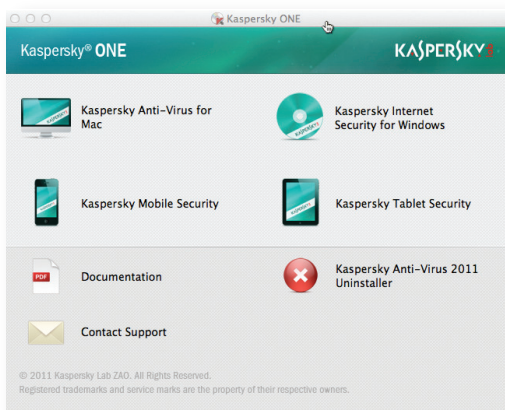 Kaspersky ONE
Kaspersky® ONE
KASPERSKY
Kaspersky Anti-Virus for
Mac
Kaspersky Internet
Security for Windows
Kaspersky Mobile Security
Kaspersky Tablet Security
PDF
Documentation
Kaspersky Anti-Virus 2011
Uninstaller
Contact Support
© 2011 Kaspersky Lab ZAO. All Rights Reserved.
Registered trademarks and service marks are the property of their respective owners.